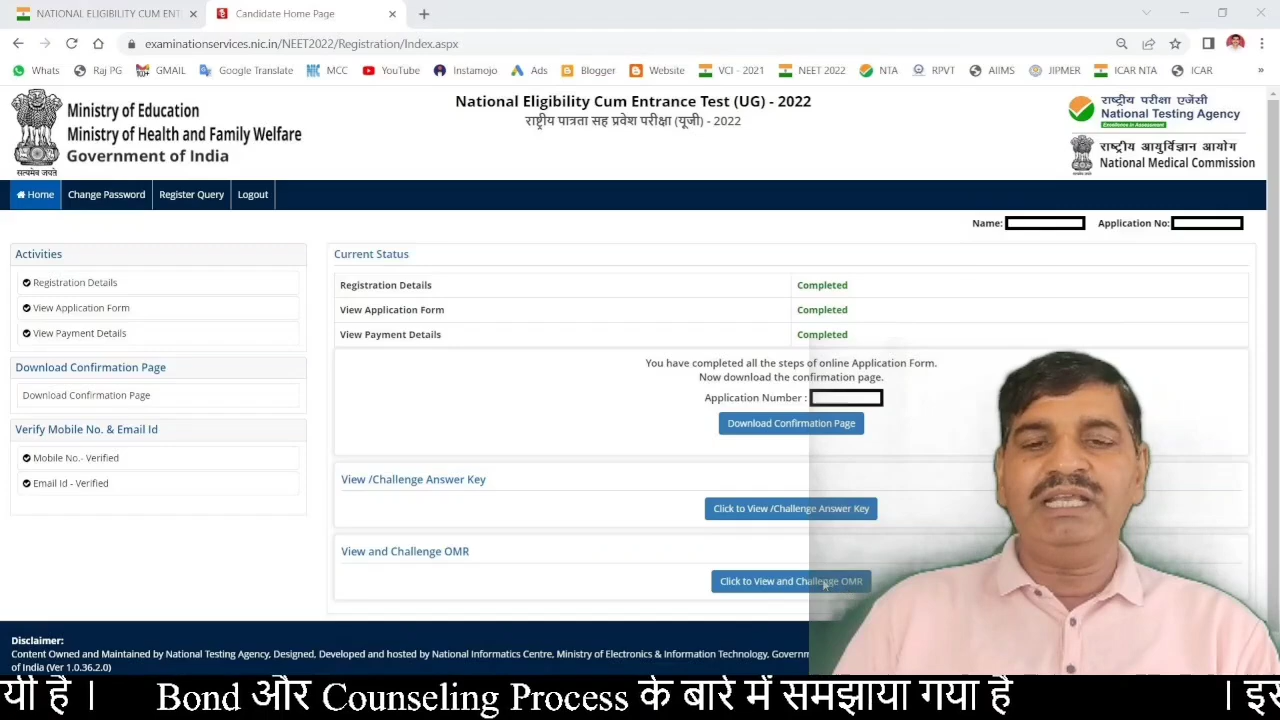 NATIONAL ELIGIBILITY CUM ENT
Candidate Home Page
examinationservices.nic.in/NEET2022/Registration/Index.aspx
Whats
Raj PG
GMAIL
Google Translate
MCC
YouTube
Instamojo
Ads
Blogger
Website
VCI - 2021
NEET 2022
NTA
RPVT
AIIMS
JIPMER
ICAR NTA
ICAR
»
Ministry of Education
Ministry of Health and Family Welfare
Government of India
सत्यमेव जयते
National Eligibility Cum Entrance Test (UG) - 2022
राष्ट्रीय पात्रता सह प्रवेश परीक्षा (यूजी) - 2022
राष्ट्रीय परीक्षा एजेंसी
National Testing Agency
Excellence in Assessment
राष्ट्रीय आयुर्विज्ञान आयोग
National Medical Commission
Home
Change Password
Register Query
Logout
Name:
Application No:
Activities
Registration Details
View Application Form
View Payment Details
Download Confirmation Page
Download Confirmation Page
Verify Mobile No. & Email Id
Mobile No.- Verified
Email Id - Verified
Current Status
Registration Details Completed
View Application Form Completed
View Payment Details Completed
You have completed all the steps of online Application Form.
Now download the confirmation page.
Application Number :
Download Confirmation Page
View /Challenge Answer Key
Click to View /Challenge Answer Key
View and Challenge OMR
Click to View and Challenge OMR
Disclaimer:
Content Owned and Maintained by National Testing Agency, Designed, Developed and hosted by National Informatics Centre, Ministry of Electronics & Information Technology, Governm
of India (Ver 1.0.36.2.0)
यी है । Bond और Counseling Process के बारे में समझाया गया है । इस